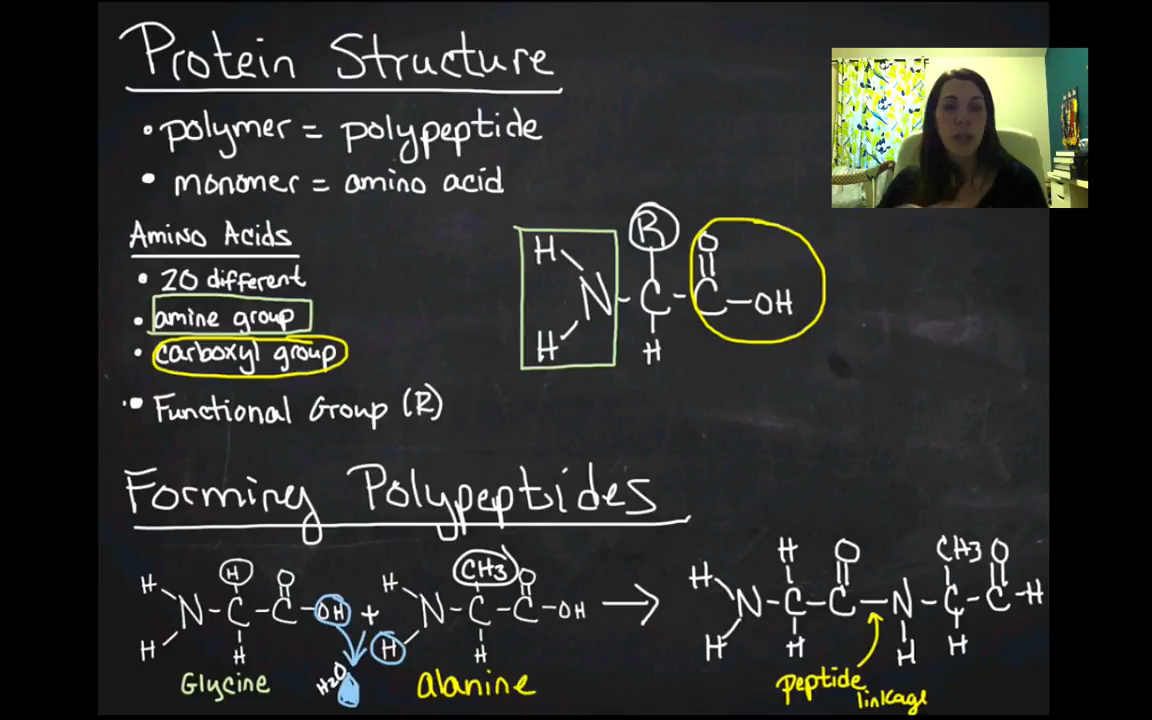 Protein Structure
• polymer = polypeptide
• monomer = amino acid
Amino Acids
• 20 different
• amine group
• carboxyl group
• Functional Group (R)
R
H O
N - C - C - OH
H H
Forming Polypeptides
H H O H CH3 O H H O CH3 O
N - C - C - OH + N - C - C - OH → N - C - C - N - C - C - H
H H H H H H H H
Glycine H2O alanine peptide linkage